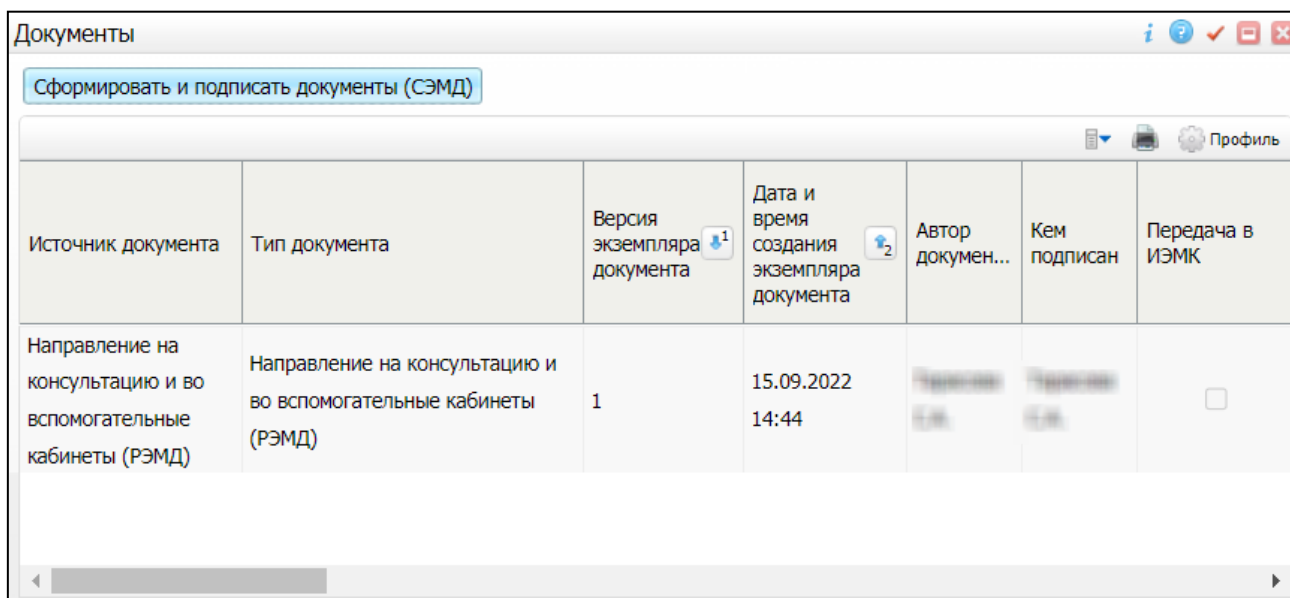 Документы
Сформировать и подписать документы (СЭМД)
Профиль
Источник документа
Тип документа
Версия
экземпляра
документа
1
Дата и
время
создания
экземпляра
документа
2
Автор
докумен...
Кем
подписан
Передача в
ИЭМК
Направление на
консультацию и во
вспомогательные
кабинеты (РЭМД)
Направление на консультацию и
во вспомогательные кабинеты
(РЭМД)
1
15.09.2022
14:44